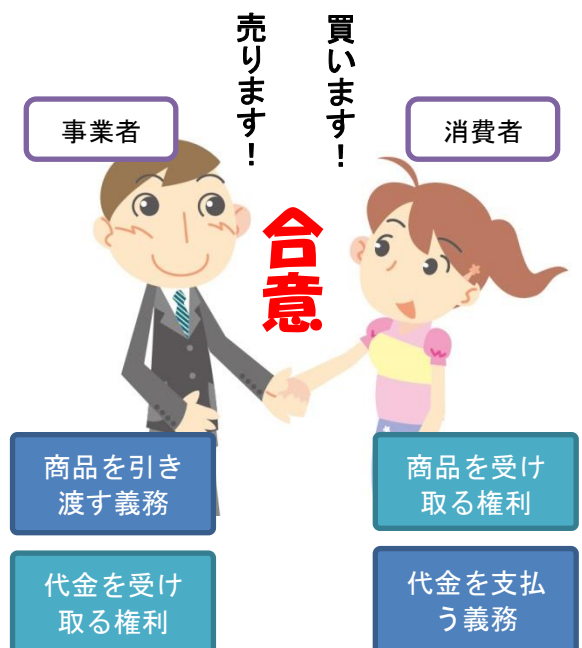 売ります！
買います！
事業者
消費者
合意
商品を引き
渡す義務
商品を受け
取る権利
代金を受け
取る権利
代金を支払
う義務